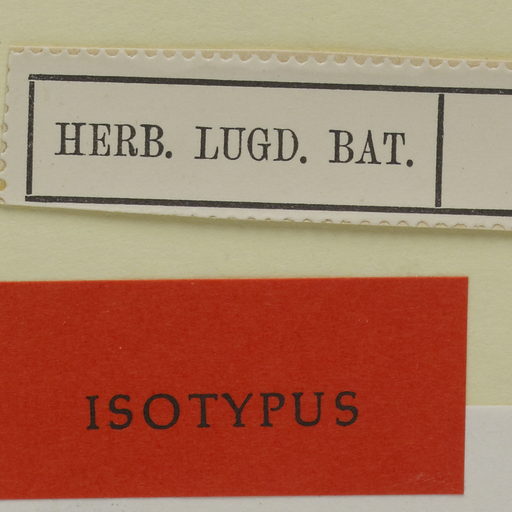 HERB. LUGD. BAT.
ISOTYPUS